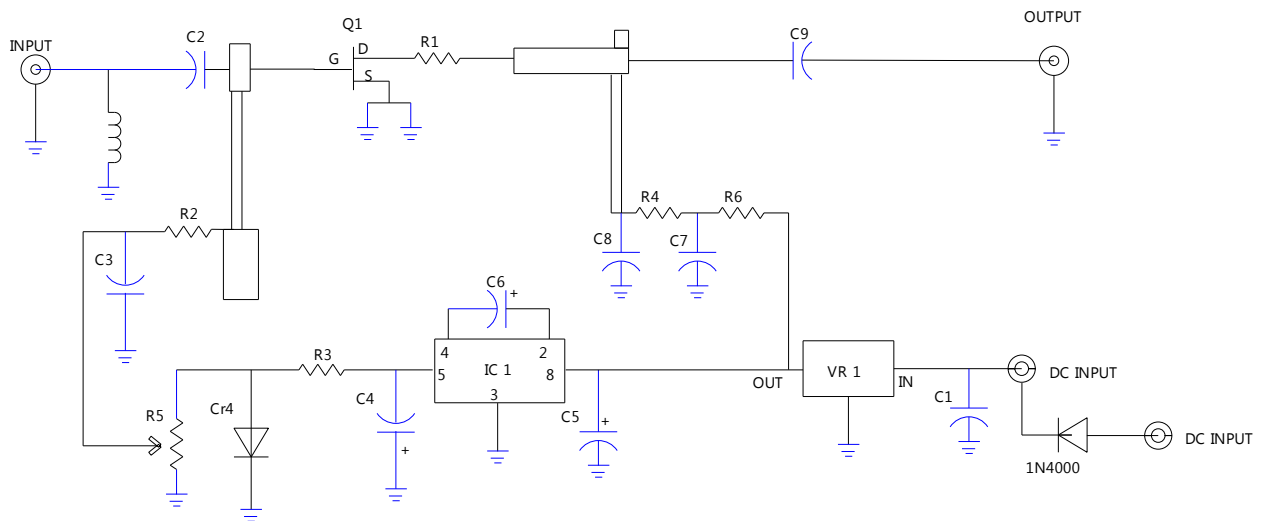 OUTPUT
Q1
C9
C2
INPUT
R1
D
G
S
R4
R6
R2
C8
C7
C3
C6
+
4
2
R3
5
IC 1
8
VR 1
DC INPUT
OUT
IN
3
C4
C1
Cr4
R5
C5
+
DC INPUT
+
1N4000